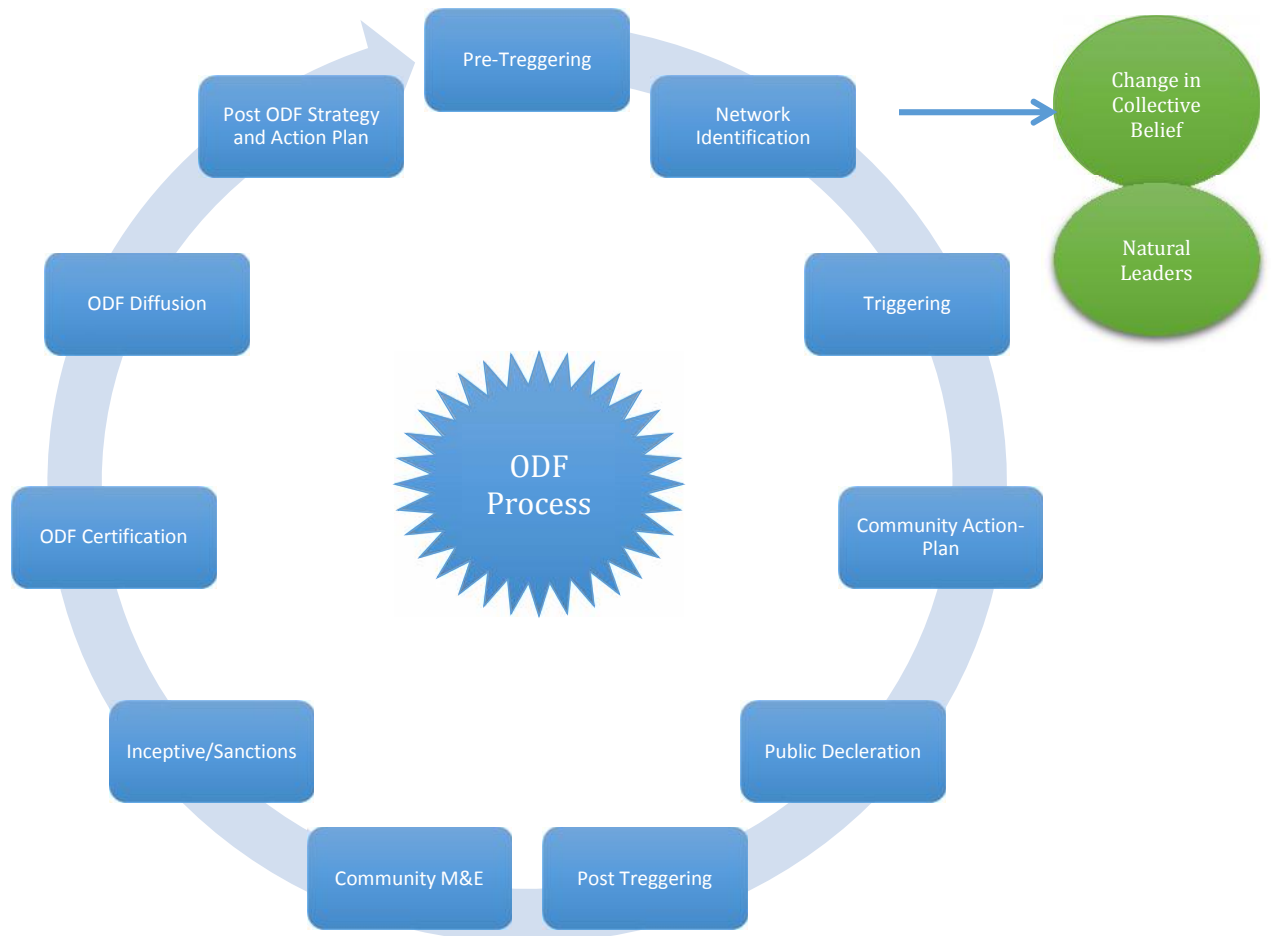 Pre-Treggering
Network
Identification
Change in
Collective
Belief
Natural
Leaders
Triggering
Community Action-
Plan
Public Decleration
Post Treggering
Community M&E
Inceptive/Sanctions
ODF Certification
ODF Diffusion
Post ODF Strategy
and Action Plan
ODF
Process